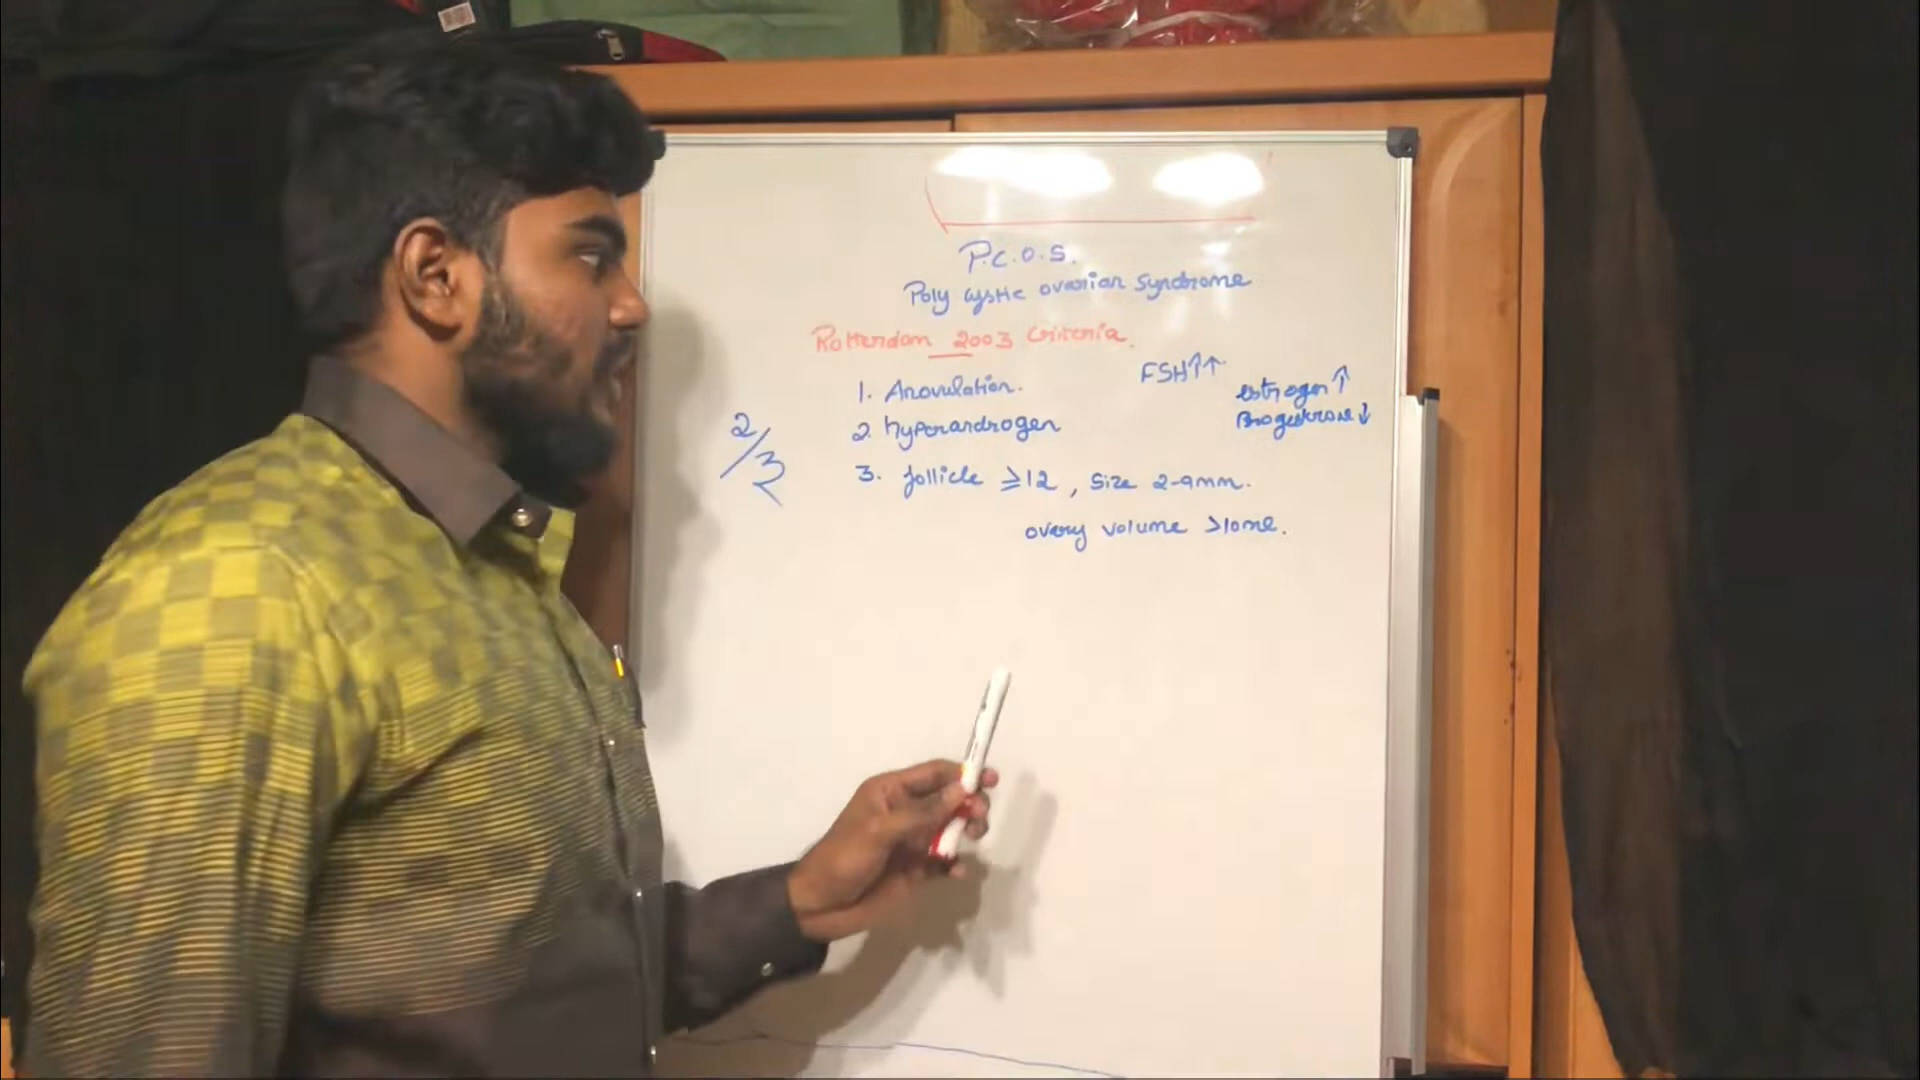 P.C.O.S.
Poly cystic ovarian Syndrome
Rotterdam 2003 Criteria.
1. Anovulation.
FSH↑↑
estrogen↑
Progesterone↓
2. hyperandrogen
2/3
3. follicle ≥12, Size 2-9mm.
ovary volume >10ml.